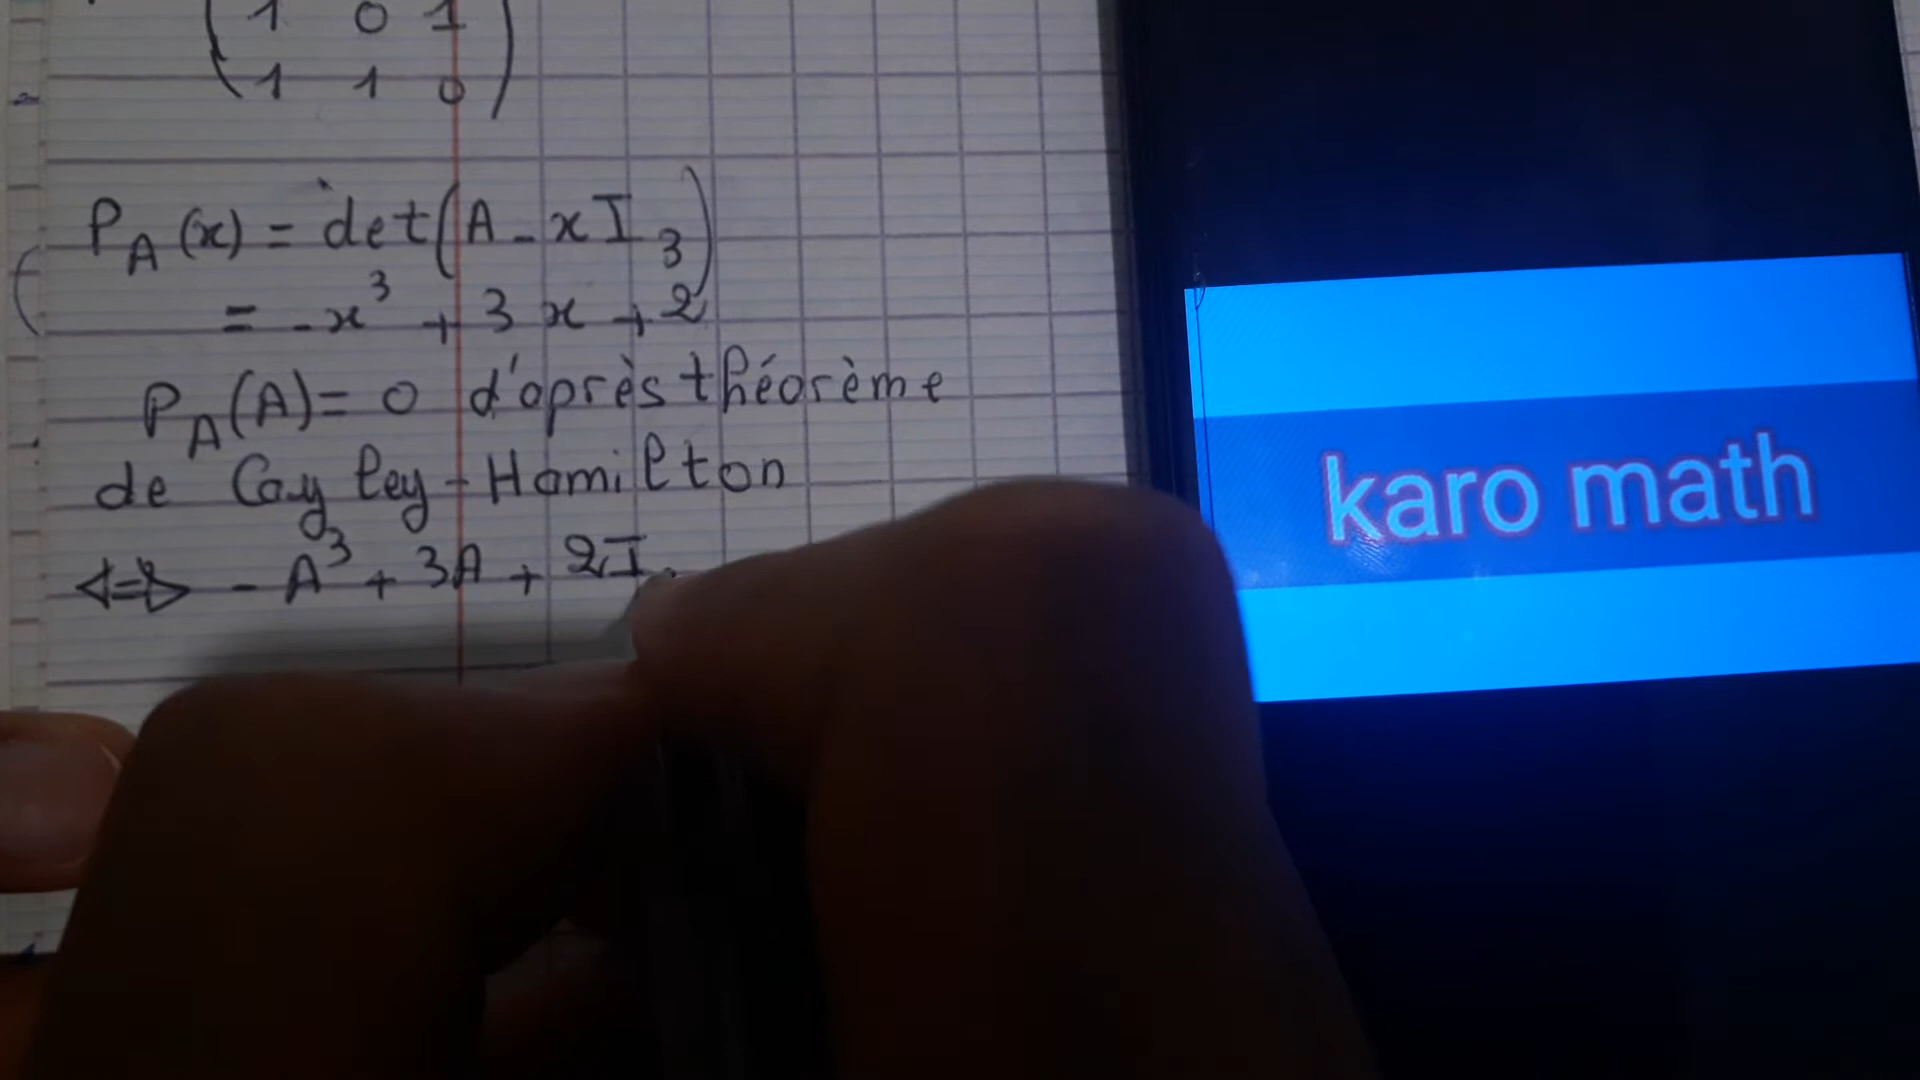 1 0 1
1 1 0
P_A(x) = det(A - xI_3)
= -x³ + 3x + 2
P_A(A) = 0 d'après théorème
de Cayley-Hamilton
⟺ -A³ + 3A + 2I
karo math